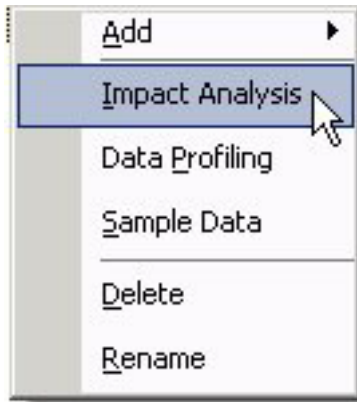 Add
Impact Analysis
Data Profiling
Sample Data
Delete
Rename